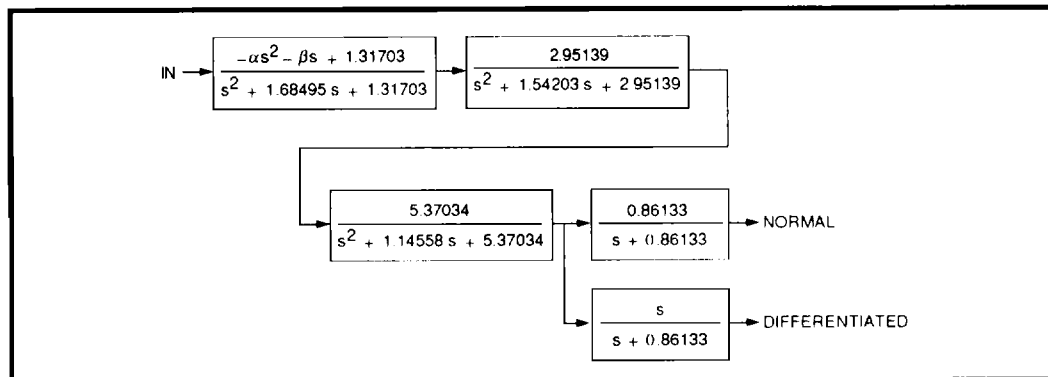 IN
−αs² − βs + 1.31703
s² + 1.68495 s + 1.31703
2.95139
s² + 1.54203 s + 2 95139
5.37034
s² + 1.14558 s + 5.37034
0.86133
s + 0.86133
NORMAL
s
s + 0.86133
DIFFERENTIATED